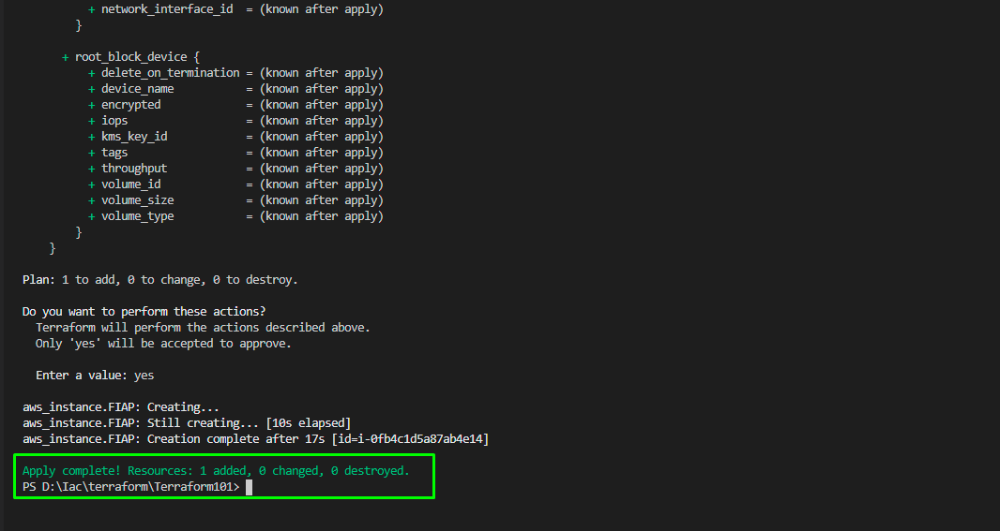 + network_interface_id  = (known after apply)
}
+ root_block_device {
+ delete_on_termination = (known after apply)
+ device_name           = (known after apply)
+ encrypted             = (known after apply)
+ iops                  = (known after apply)
+ kms_key_id            = (known after apply)
+ tags                  = (known after apply)
+ throughput            = (known after apply)
+ volume_id             = (known after apply)
+ volume_size           = (known after apply)
+ volume_type           = (known after apply)
}
}
Plan: 1 to add, 0 to change, 0 to destroy.
Do you want to perform these actions?
Terraform will perform the actions described above.
Only 'yes' will be accepted to approve.
Enter a value: yes
aws_instance.FIAP: Creating...
aws_instance.FIAP: Still creating... [10s elapsed]
aws_instance.FIAP: Creation complete after 17s [id=i-0fb4c1d5a87ab4e14]
Apply complete! Resources: 1 added, 0 changed, 0 destroyed.
PS D:\Iac\terraform\Terraform101>